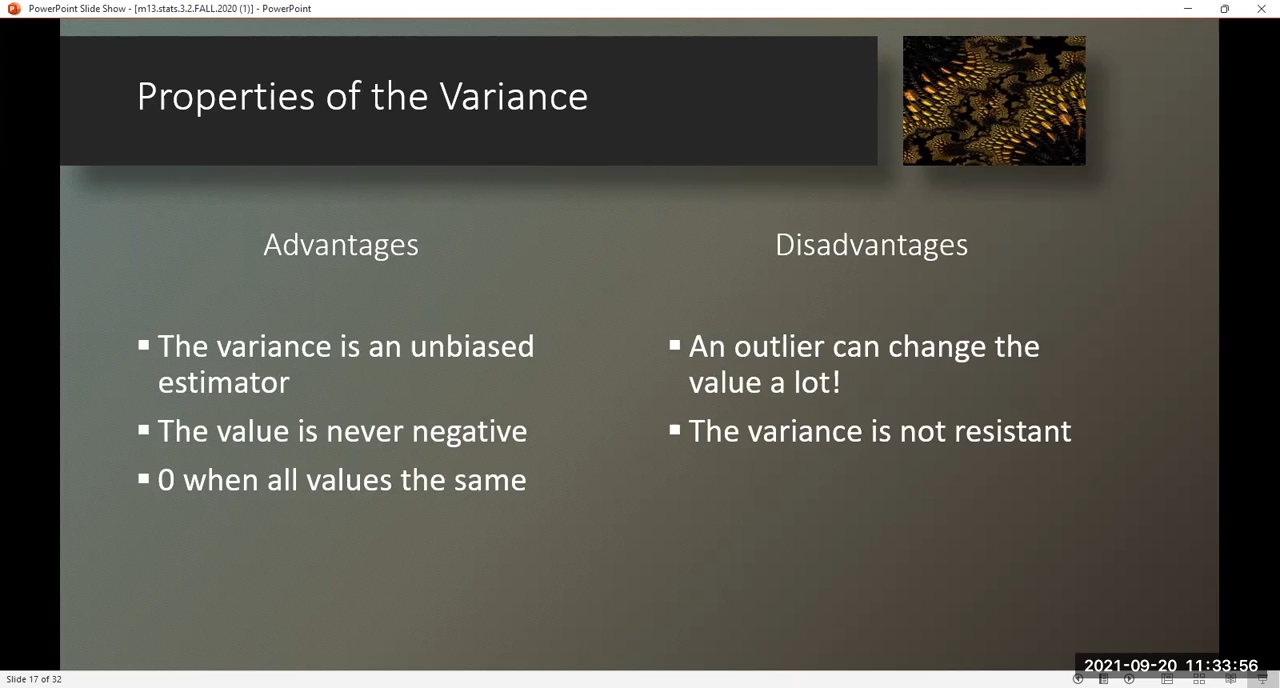 PowerPoint Slide Show - [m13.stats.3.2.FALL.2020 (1)] - PowerPoint
Properties of the Variance
Advantages
▪ The variance is an unbiased
estimator
▪ The value is never negative
▪ 0 when all values the same
Disadvantages
▪ An outlier can change the
value a lot!
▪ The variance is not resistant
2021-09-20 11:33:56
Slide 17 of 32